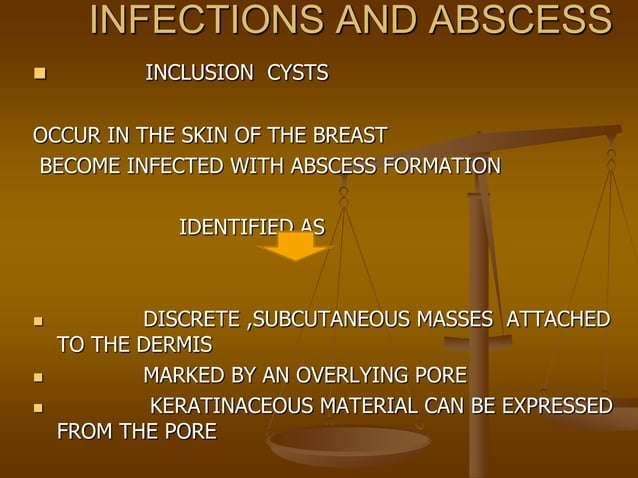 INFECTIONS AND ABSCESS
INCLUSION CYSTS
OCCUR IN THE SKIN OF THE BREAST
BECOME INFECTED WITH ABSCESS FORMATION
IDENTIFIED AS
DISCRETE ,SUBCUTANEOUS MASSES ATTACHED
TO THE DERMIS
MARKED BY AN OVERLYING PORE
KERATINACEOUS MATERIAL CAN BE EXPRESSED
FROM THE PORE